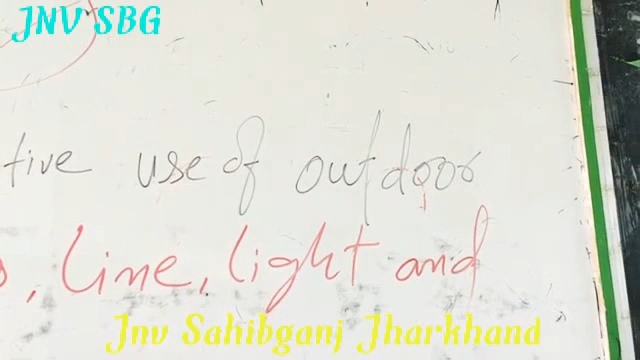 JNV SBG
tive use of outdoor
, line, light and
Jnv Sahibganj Jharkhand